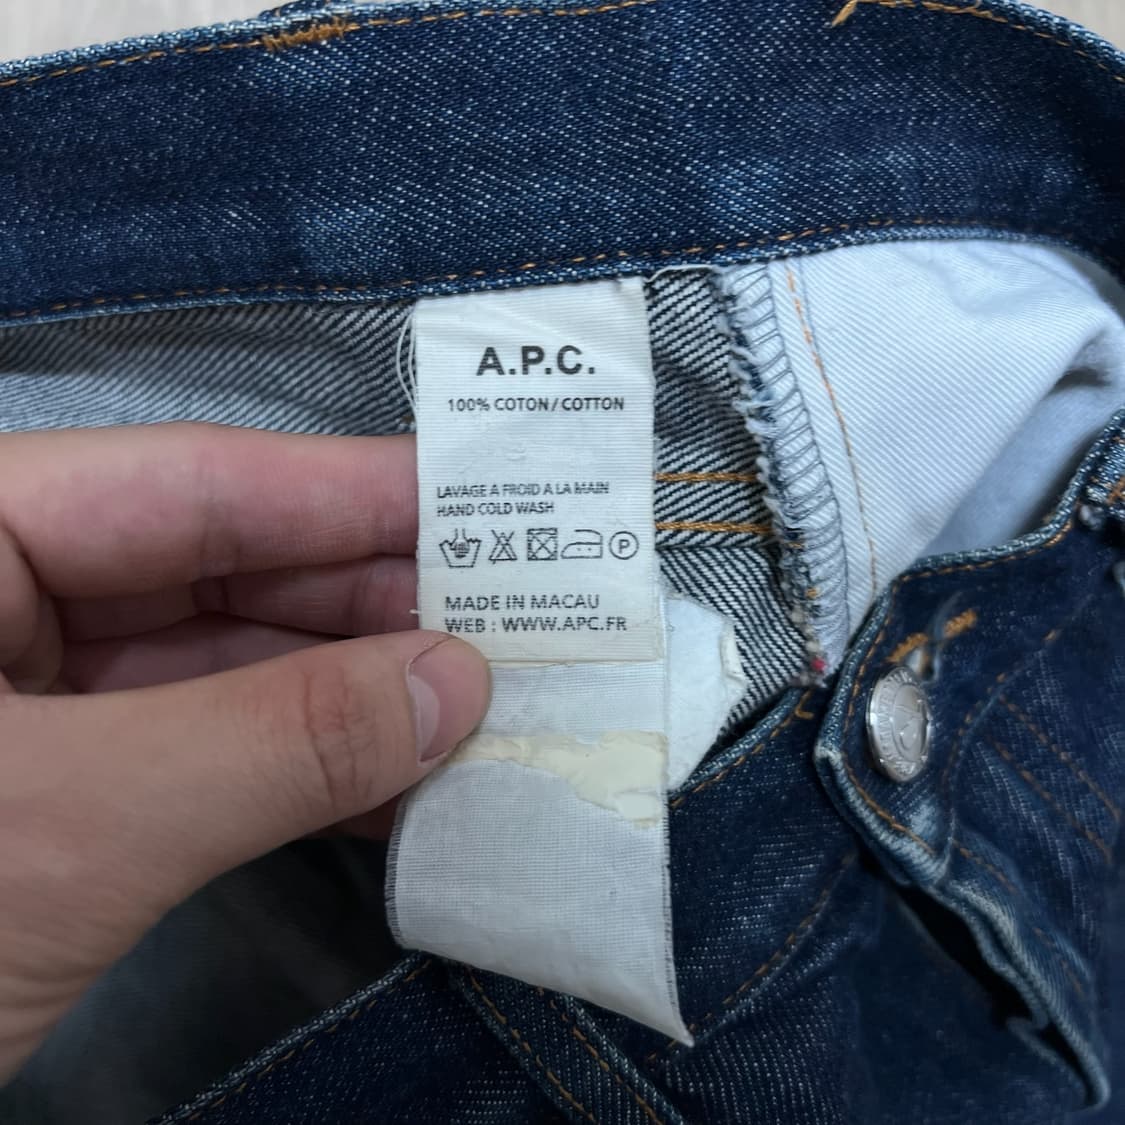 A.P.C.
100% COTON/COTTON
LAVAGE A FROID A LA MAIN
HAND COLD WASH
P
MADE IN MACAU
WEB : WWW.APC.FR